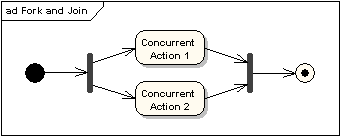 ad Fork and Join
Concurrent
Action 1
Concurrent
Action 2